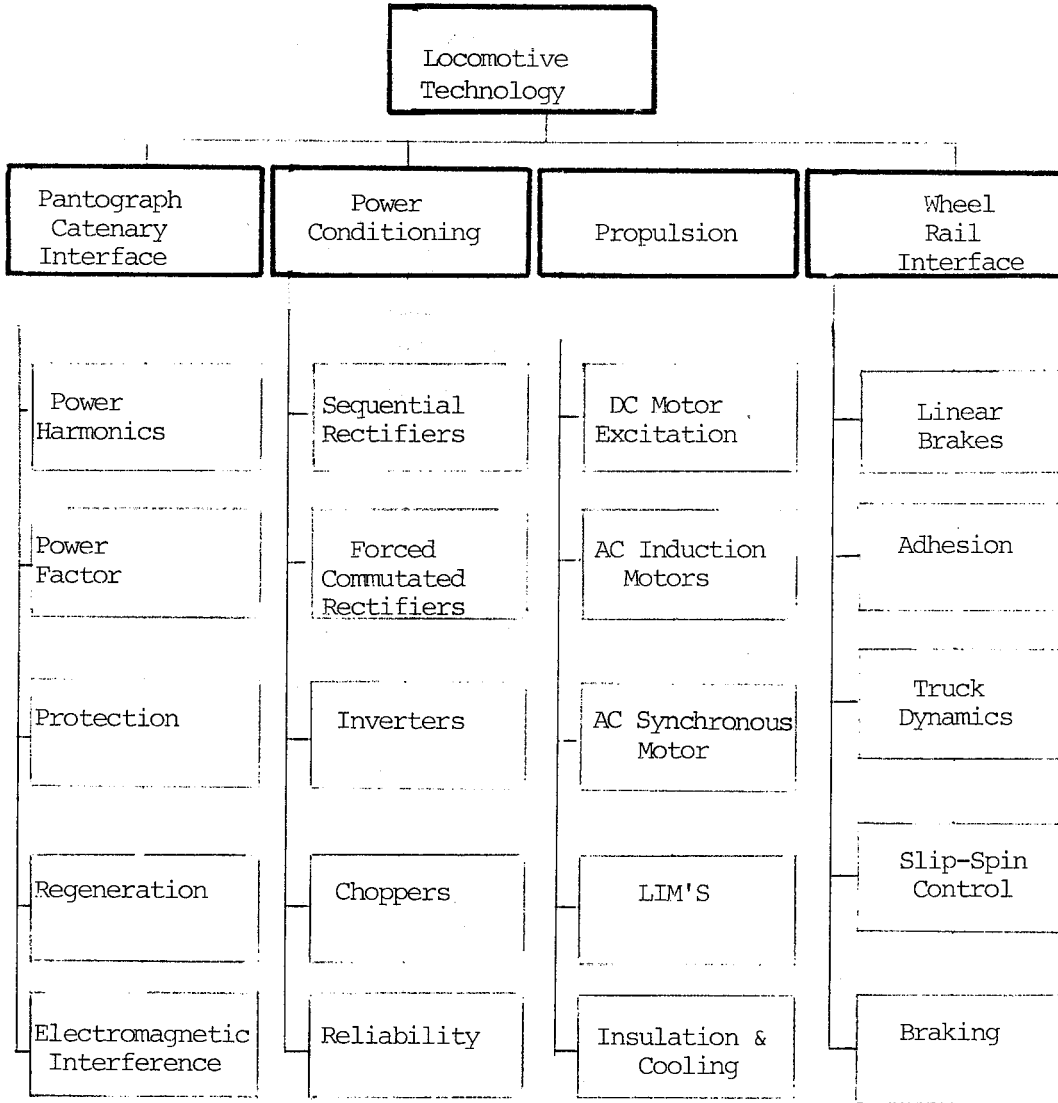 Locomotive
Technology
Pantograph
Catenary
Interface
Power
Conditioning
Propulsion
Wheel
Rail
Interface
Power
Harmonics
Power
Factor
Protection
Regeneration
Electromagnetic
Interference
Sequential
Rectifiers
Forced
Commutated
Rectifiers
Inverters
Choppers
Reliability
DC Motor
Excitation
AC Induction
Motors
AC Synchronous
Motor
LIM'S
Insulation &
Cooling
Linear
Brakes
Adhesion
Truck
Dynamics
Slip-Spin
Control
Braking